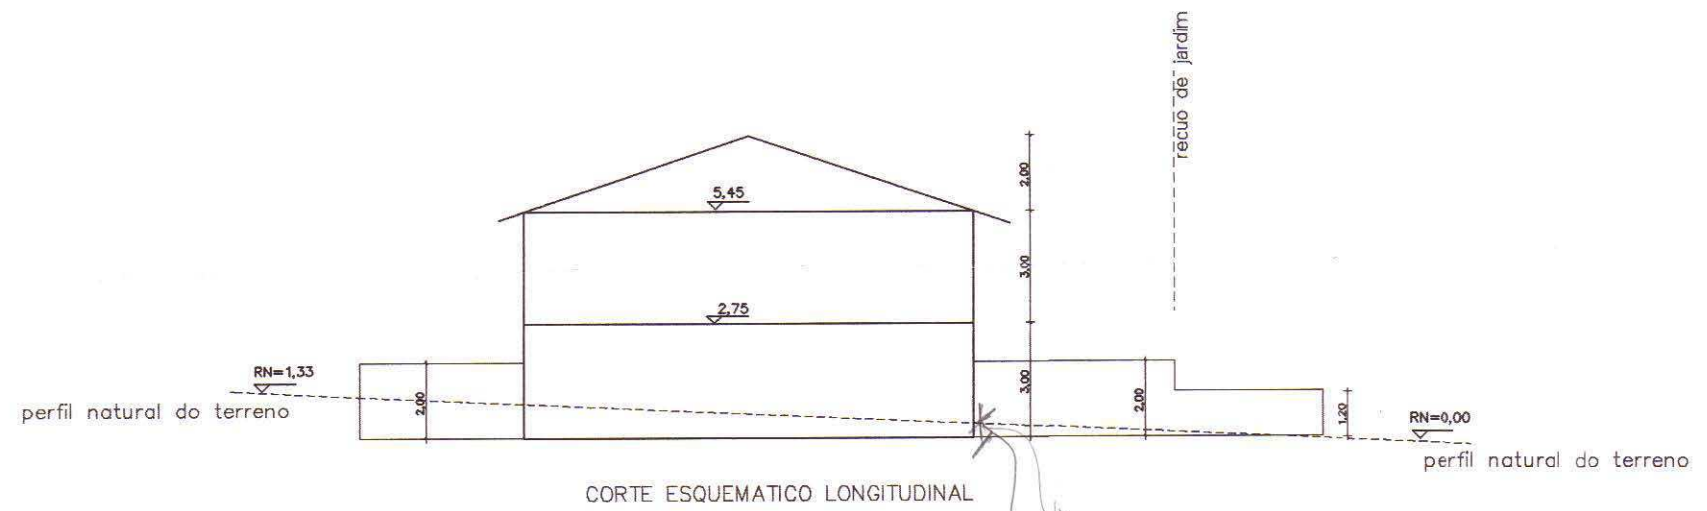 recuo de jardim
2,00
5,45
3,00
2,75
RN=1,33
perfil natural do terreno
2,00
3,00
2,00
1,20
RN=0,00
perfil natural do terreno
CORTE ESQUEMATICO LONGITUDINAL